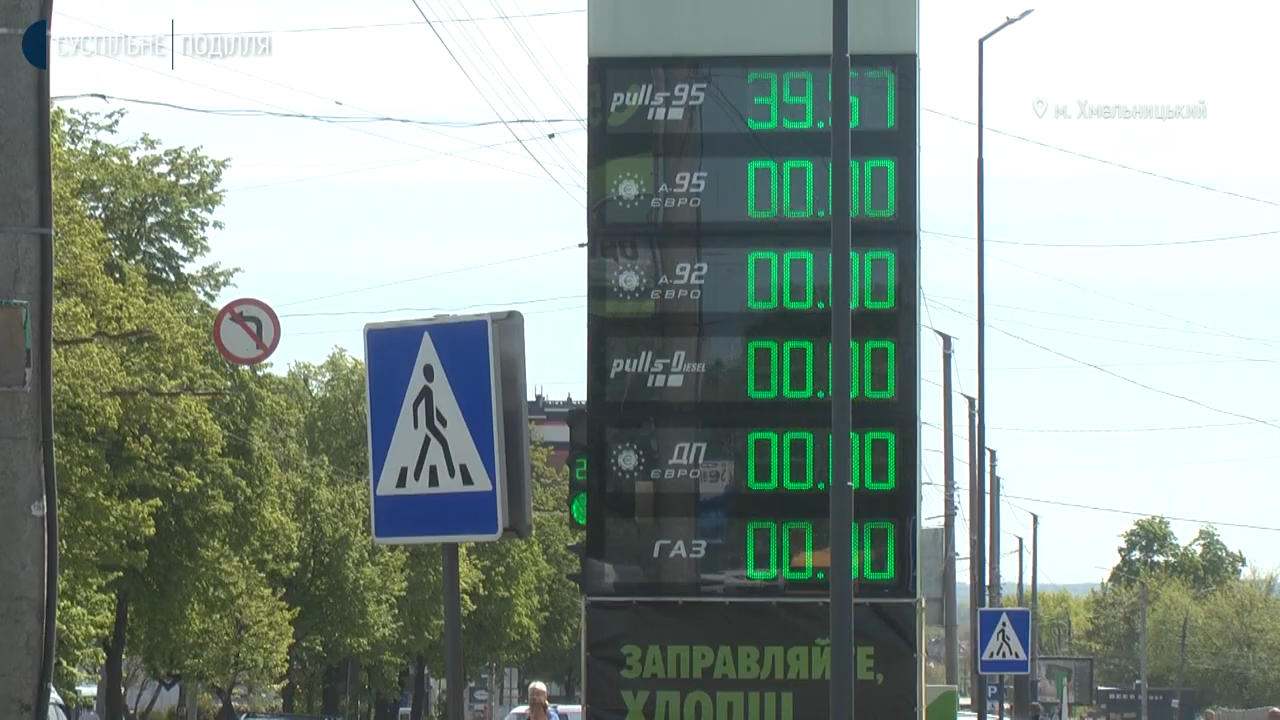 СУСПІЛЬНЕ ПОДІЛЛЯ
м. Хмельницький
pulls 95 39.57
А.95 ЄВРО 00.00
А.92 ЄВРО 00.00
pulls DIESEL 00.00
ДП ЄВРО 00.00
ГАЗ 00.00
ЗАПРАВЛЯЙТЕ,
ХЛОПЦІ
P